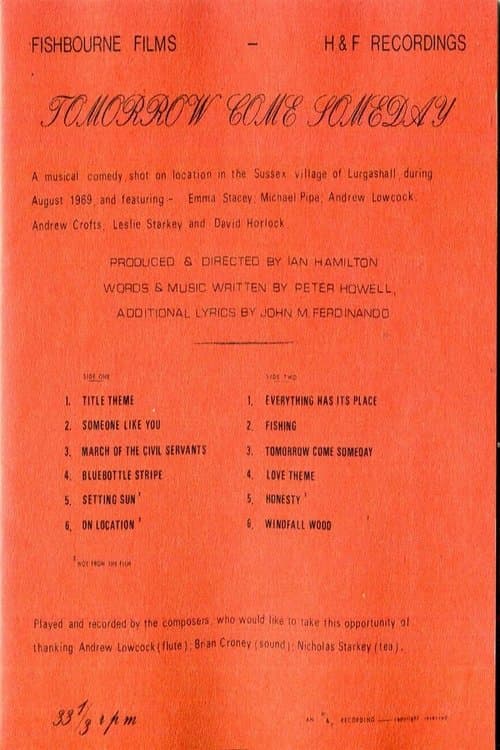 FISHBOURNE FILMS – H & F RECORDINGS
TOMORROW COME SOMEDAY
A musical comedy shot on location in the Sussex village of Lurgashall during
August 1969, and featuring - Emma Stacey, Michael Pipe, Andrew Lowcock,
Andrew Crofts, Leslie Starkey and David Horlock
PRODUCED & DIRECTED BY IAN HAMILTON
WORDS & MUSIC WRITTEN BY PETER HOWELL,
ADDITIONAL LYRICS BY JOHN M. FERDINANDO
SIDE ONE
1. TITLE THEME
2. SOMEONE LIKE YOU
3. MARCH OF THE CIVIL SERVANTS
4. BLUEBOTTLE STRIPE
5. SETTING SUN
6. ON LOCATION
NOT FROM THE FILM
SIDE TWO
1. EVERYTHING HAS ITS PLACE
2. FISHING
3. TOMORROW COME SOMEDAY
4. LOVE THEME
5. HONESTY
6. WINDFALL WOOD
Played and recorded by the composers, who would like to take this opportunity of
thanking Andrew Lowcock (flute); Brian Croney (sound); Nicholas Starkey (tea).
33 1/3 rpm
AN H&F RECORDING — copyright reserved